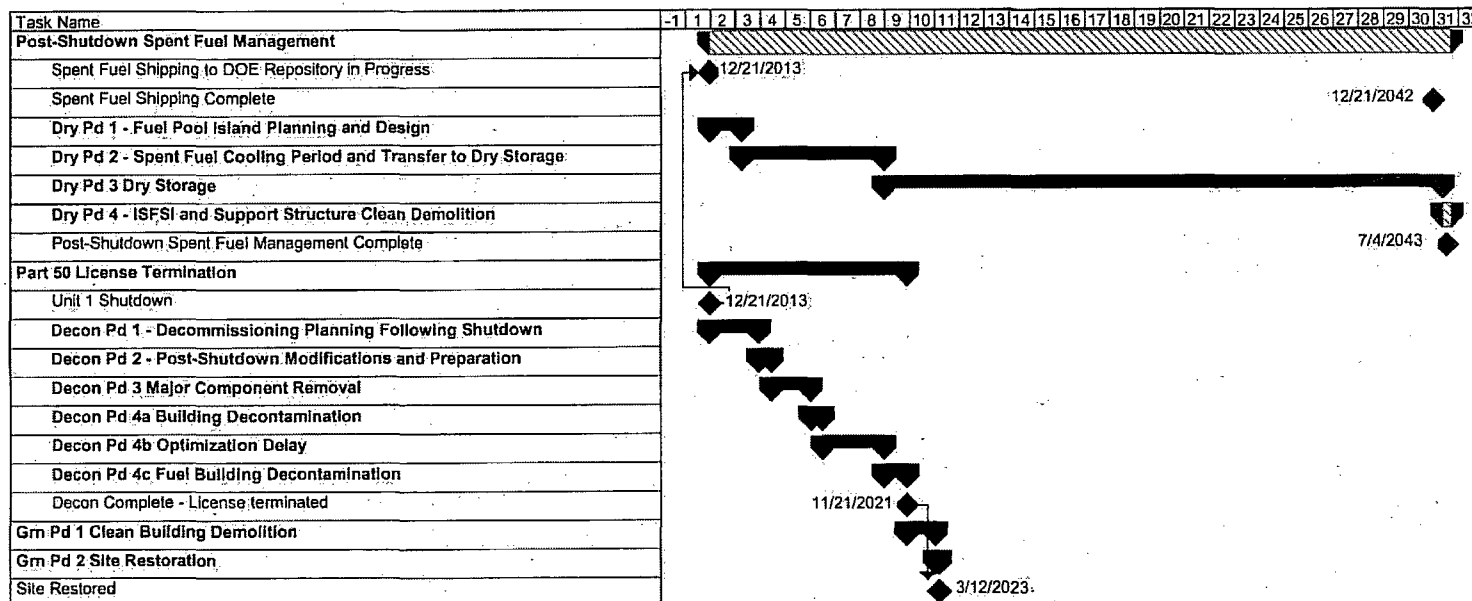 Task Name -1 1 2 3 4 5 6 7 8 9 10 11 12 13 14 15 16 17 18 19 20 21 22 23 24 25 26 27 28 29 30 31
Post-Shutdown Spent Fuel Management
Spent Fuel Shipping to DOE Repository in Progress 12/21/2013
Spent Fuel Shipping Complete 12/21/2042
Dry Pd 1 - Fuel Pool Island Planning and Design
Dry Pd 2 - Spent Fuel Cooling Period and Transfer to Dry Storage
Dry Pd 3 Dry Storage
Dry Pd 4 - ISFSI and Support Structure Clean Demolition
Post-Shutdown Spent Fuel Management Complete 7/4/2043
Part 50 License Termination
Unit 1 Shutdown 12/21/2013
Decon Pd 1 - Decommissioning Planning Following Shutdown
Decon Pd 2 - Post-Shutdown Modifications and Preparation
Decon Pd 3 Major Component Removal
Decon Pd 4a Building Decontamination
Decon Pd 4b Optimization Delay
Decon Pd 4c Fuel Building Decontamination
Decon Complete - License terminated 11/21/2021
Grn Pd 1 Clean Building Demolition
Grn Pd 2 Site Restoration
Site Restored 3/12/2023